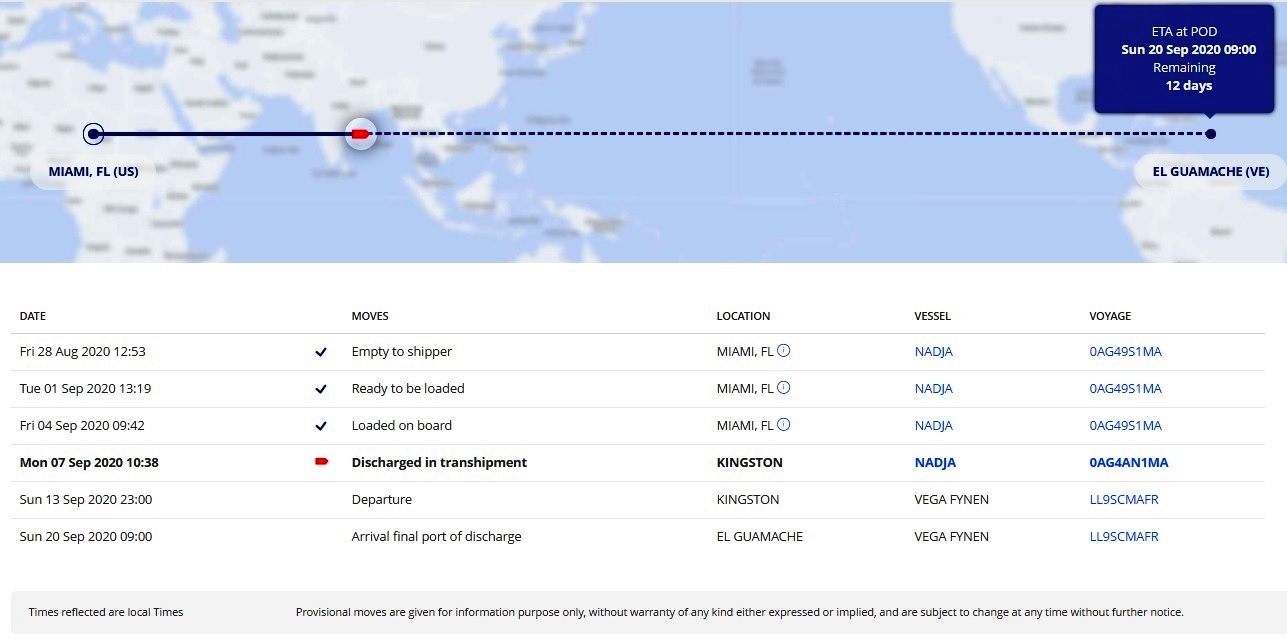 ETA at POD
Sun 20 Sep 2020 09:00
Remaining
12 days
MIAMI, FL (US)
EL GUAMACHE (VE)
DATE MOVES LOCATION VESSEL VOYAGE
Fri 28 Aug 2020 12:53 Empty to shipper MIAMI, FL NADJA 0AG49S1MA
Tue 01 Sep 2020 13:19 Ready to be loaded MIAMI, FL NADJA 0AG49S1MA
Fri 04 Sep 2020 09:42 Loaded on board MIAMI, FL NADJA 0AG49S1MA
Mon 07 Sep 2020 10:38 Discharged in transhipment KINGSTON NADJA 0AG4AN1MA
Sun 13 Sep 2020 23:00 Departure KINGSTON VEGA FYNEN LL9SCMAFR
Sun 20 Sep 2020 09:00 Arrival final port of discharge EL GUAMACHE VEGA FYNEN LL9SCMAFR
Times reflected are local Times Provisional moves are given for information purpose only, without warranty of any kind either expressed or implied, and are subject to change at any time without further notice.